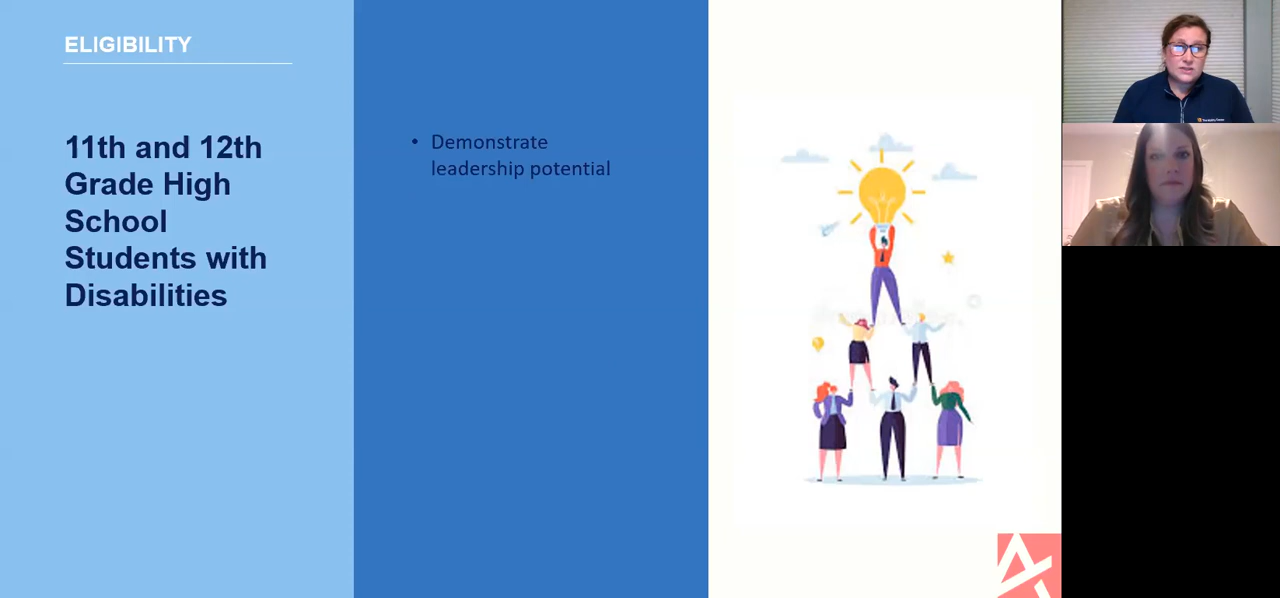 ELIGIBILITY
11th and 12th
Grade High
School
Students with
Disabilities
• Demonstrate
leadership potential